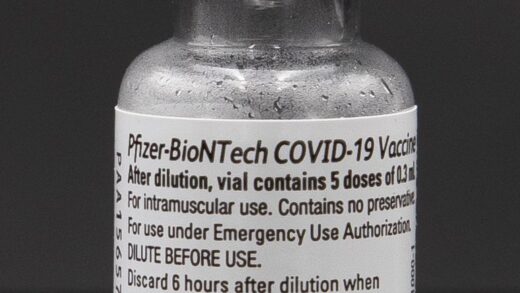 Pfizer-BioNTech COVID-19 Vaccine
After dilution, vial contains 5 doses of 0.3
For intramuscular use. Contains no preservative.
For use under Emergency Use Authorization.
DILUTE BEFORE USE.
Discard 6 hours after dilution when